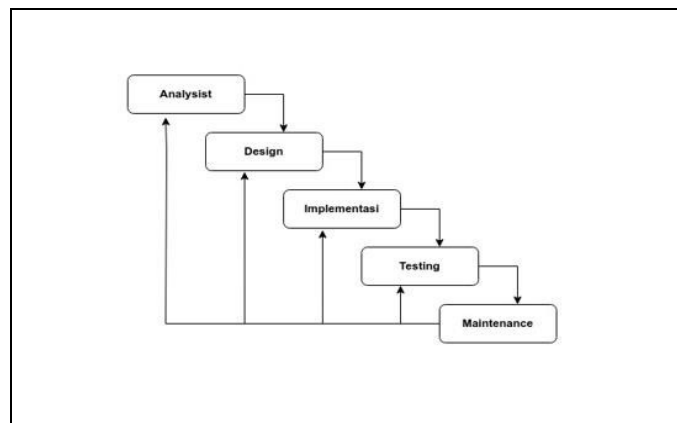 Analysist
Design
Implementasi
Testing
Maintenance